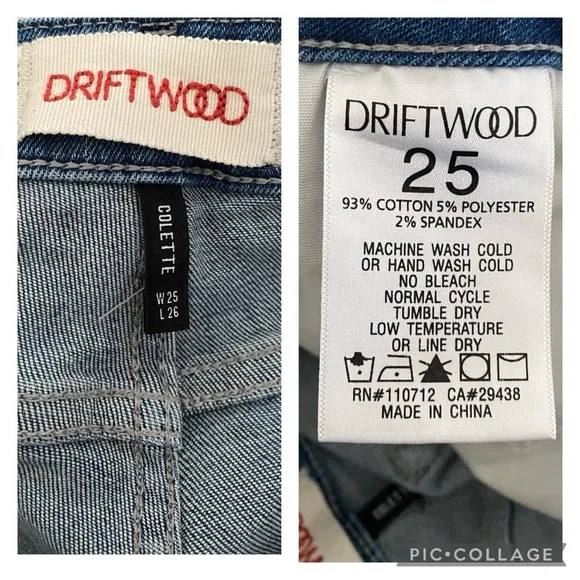 DRIFTWOOD
COLETTE
W25
L 26
DRIFTWOOD
25
93% COTTON 5% POLYESTER
2% SPANDEX
MACHINE WASH COLD
OR HAND WASH COLD
NO BLEACH
NORMAL CYCLE
TUMBLE DRY
LOW TEMPERATURE
OR LINE DRY
RN#110712 CA#29438
MADE IN CHINA
PIC•COLLAGE